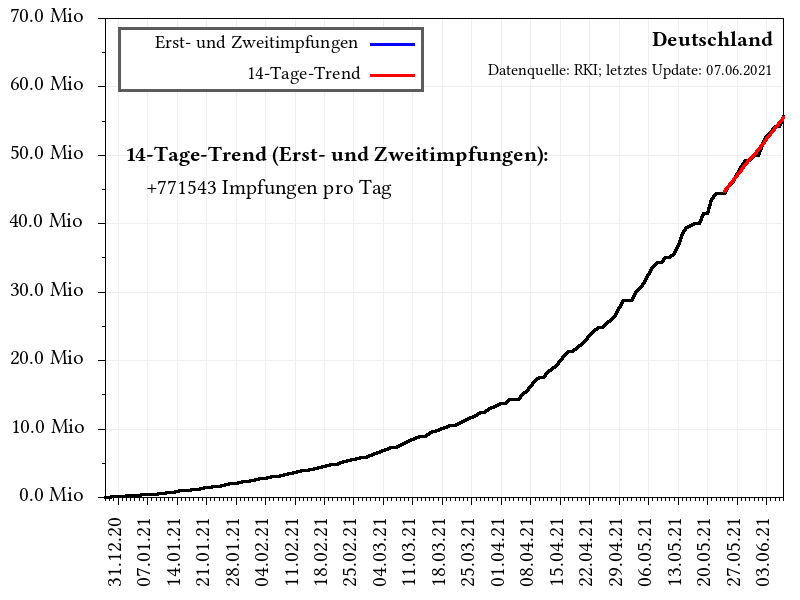 70.0 Mio
60.0 Mio
50.0 Mio
40.0 Mio
30.0 Mio
20.0 Mio
10.0 Mio
0.0 Mio
Erst- und Zweitimpfungen
14-Tage-Trend
Deutschland
Datenquelle: RKI; letztes Update: 07.06.2021
14-Tage-Trend (Erst- und Zweitimpfungen):
+771543 Impfungen pro Tag
31.12.20
07.01.21
14.01.21
21.01.21
28.01.21
04.02.21
11.02.21
18.02.21
25.02.21
04.03.21
11.03.21
18.03.21
25.03.21
01.04.21
08.04.21
15.04.21
22.04.21
29.04.21
06.05.21
13.05.21
20.05.21
27.05.21
03.06.21